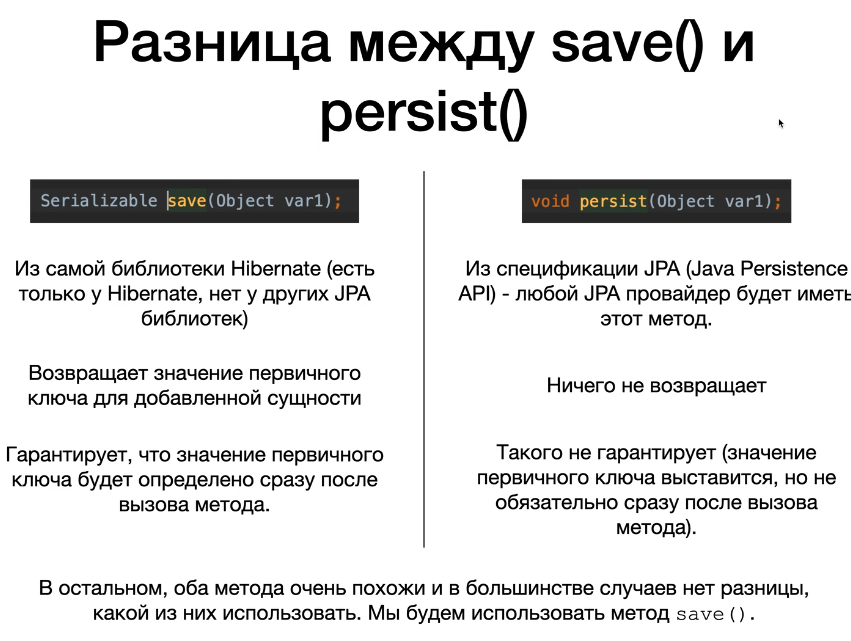 Разница между save() и
persist()
Serializable save(Object var1);
Из самой библиотеки Hibernate (есть
только у Hibernate, нет у других JPA
библиотек)
Возвращает значение первичного
ключа для добавленной сущности
Гарантирует, что значение первичного
ключа будет определено сразу после
вызова метода.
void persist(Object var1);
Из спецификации JPA (Java Persistence
API) - любой JPA провайдер будет иметь
этот метод.
Ничего не возвращает
Такого не гарантирует (значение
первичного ключа выставится, но не
обязательно сразу после вызова
метода).
В остальном, оба метода очень похожи и в большинстве случаев нет разницы,
какой из них использовать. Мы будем использовать метод save().